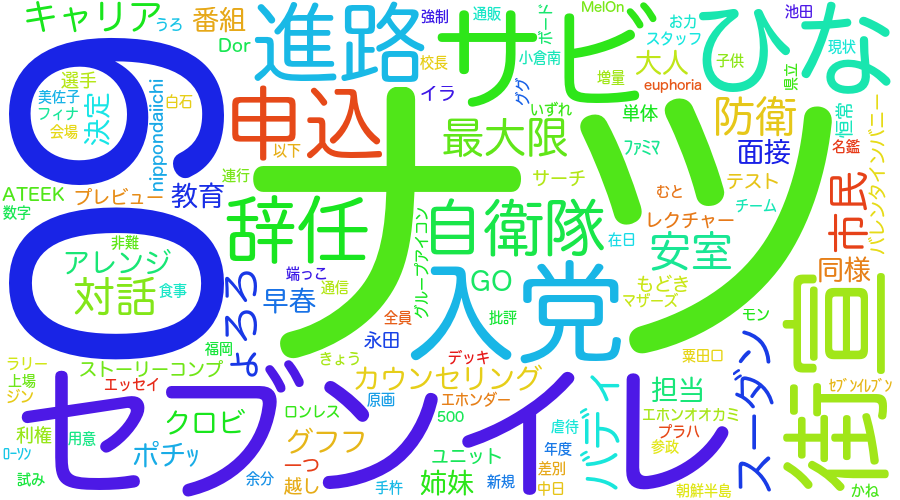 キャリア
うろ
番組
進路
強制
通販
サビ
ボード
MelOn
おカ
スタッフ
ひな
池田
Dor
校長
小倉南
大人
子供
現状
選手
美佐子
フィナ
会場
決定
白石
nippondaiichi
申込
イラ
ググ
増量
euphoria
県立
09
以下
最大限
いずれ
単体
防衛
恒常
ナヅノ
ファミマ
面接
名鑑
ATEEK
数字
プレビュー
教育
連行
サーチ
むと
テスト
バレンタインバニー
辞任
自衛隊
レクチャー
チーム
市民
非難
グループアイコン
在日
安室
アレンジ
端っこ
同様
対話
食事
よろろ
早春
通信
GO
もどき
マザーズ
入党
街宣
全員
批評
モン
福岡
永田
きょう
粟田口
ラリー
上場
ジン
ストーリーコンプ
デッキ
スーダン
エッセイ
カウンセリング
バディ
担当
セブンイレブン
セブンイレ
クロビ
ロンレス
原画
エホンダー
500
エホンオオカミ
利権
用意
虐待
プラハ
ローソン
ポチッ
グフフ
ユニット
年度
参政
一つ
差別
試み
余分
越し
手杵
姉妹
新規
中日
朝鮮半島
かね